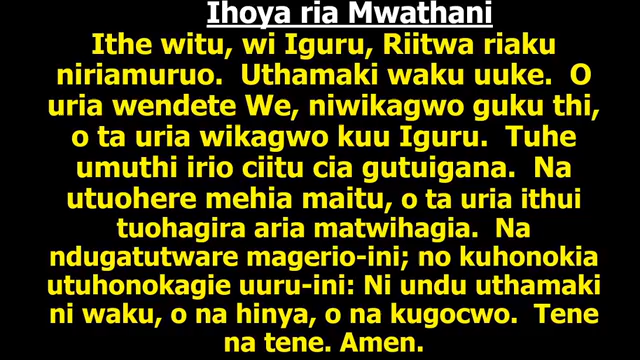 Ihoya ria Mwathani
Ithe witu, wi Iguru, Riitwa riaku
niriamuruo.  Uthamaki waku uuke.  O
uria wendete We, niwikagwo guku thi,
o ta uria wikagwo kuu Iguru.  Tuhe
umuthi irio ciitu cia gutuigana.  Na
utuohere mehia maitu, o ta uria ithui
tuohagira aria matwihagia.  Na
ndugatutware magerio-ini; no kuhonokia
utuhonokagie uuru-ini: Ni undu uthamaki
ni waku, o na hinya, o na kugocwo.  Tene
na tene. Amen.